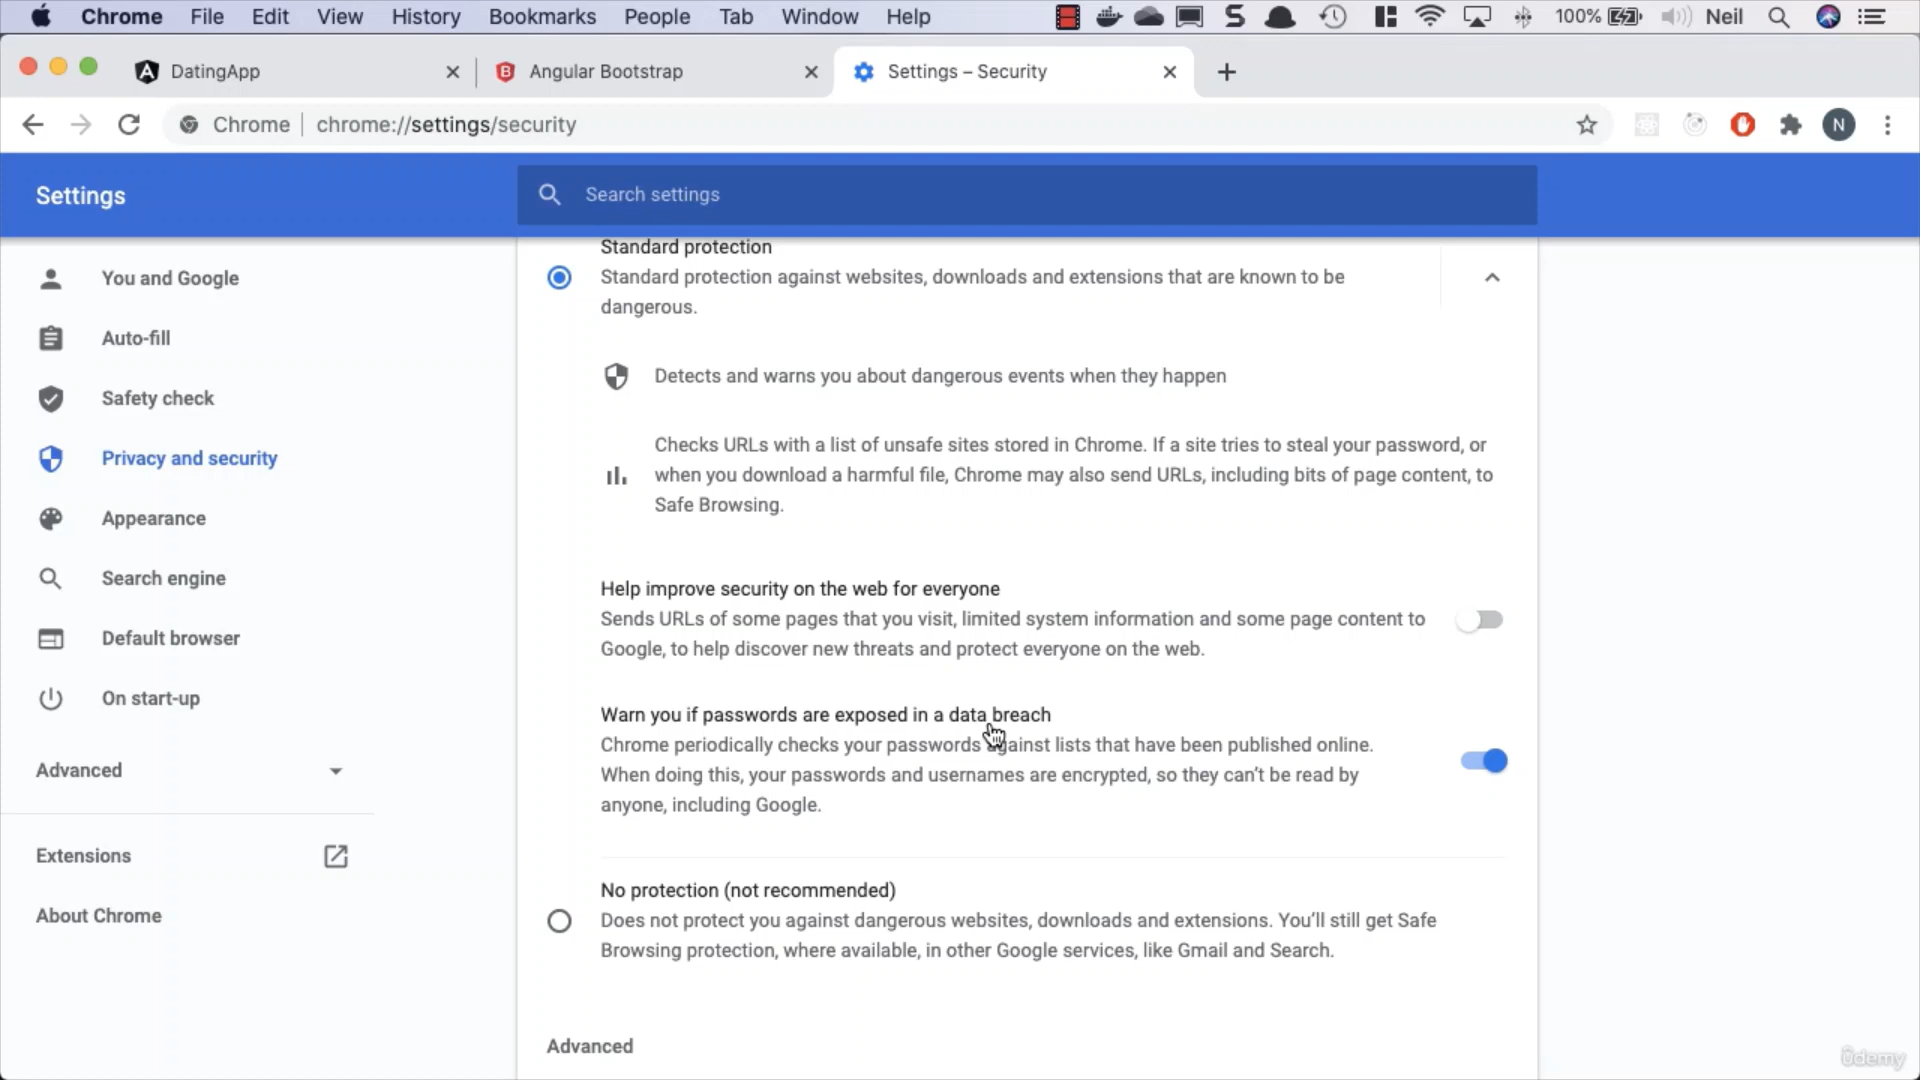 Chrome File Edit View History Bookmarks People Tab Window Help 100% Neil
DatingApp Angular Bootstrap Settings – Security
Chrome chrome://settings/security N
Settings Search settings
You and Google
Auto-fill
Safety check
Privacy and security
Appearance
Search engine
Default browser
On start-up
Advanced
Extensions
About Chrome
Standard protection
Standard protection against websites, downloads and extensions that are known to be
dangerous.
Detects and warns you about dangerous events when they happen
Checks URLs with a list of unsafe sites stored in Chrome. If a site tries to steal your password, or
when you download a harmful file, Chrome may also send URLs, including bits of page content, to
Safe Browsing.
Help improve security on the web for everyone
Sends URLs of some pages that you visit, limited system information and some page content to
Google, to help discover new threats and protect everyone on the web.
Warn you if passwords are exposed in a data breach
Chrome periodically checks your passwords against lists that have been published online.
When doing this, your passwords and usernames are encrypted, so they can’t be read by
anyone, including Google.
No protection (not recommended)
Does not protect you against dangerous websites, downloads and extensions. You’ll still get Safe
Browsing protection, where available, in other Google services, like Gmail and Search.
Advanced
ûdemy